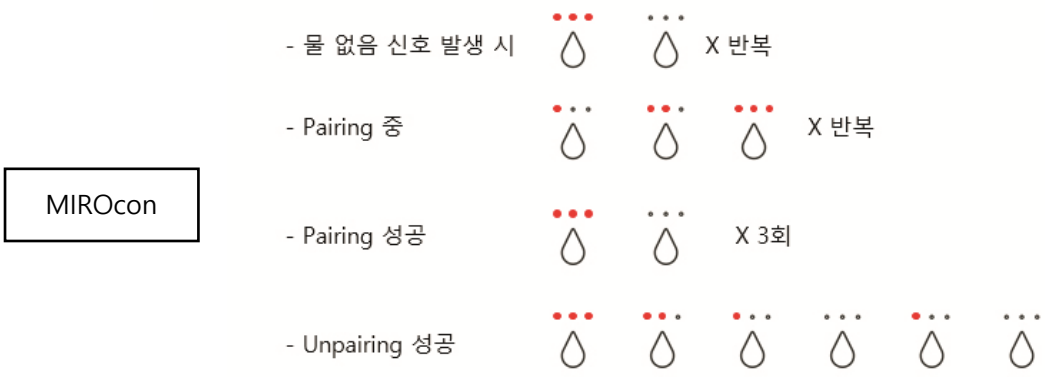 - 물 없음 신호 발생 시 X 반복
- Pairing 중 X 반복
MIROcon
- Pairing 성공 X 3회
- Unpairing 성공